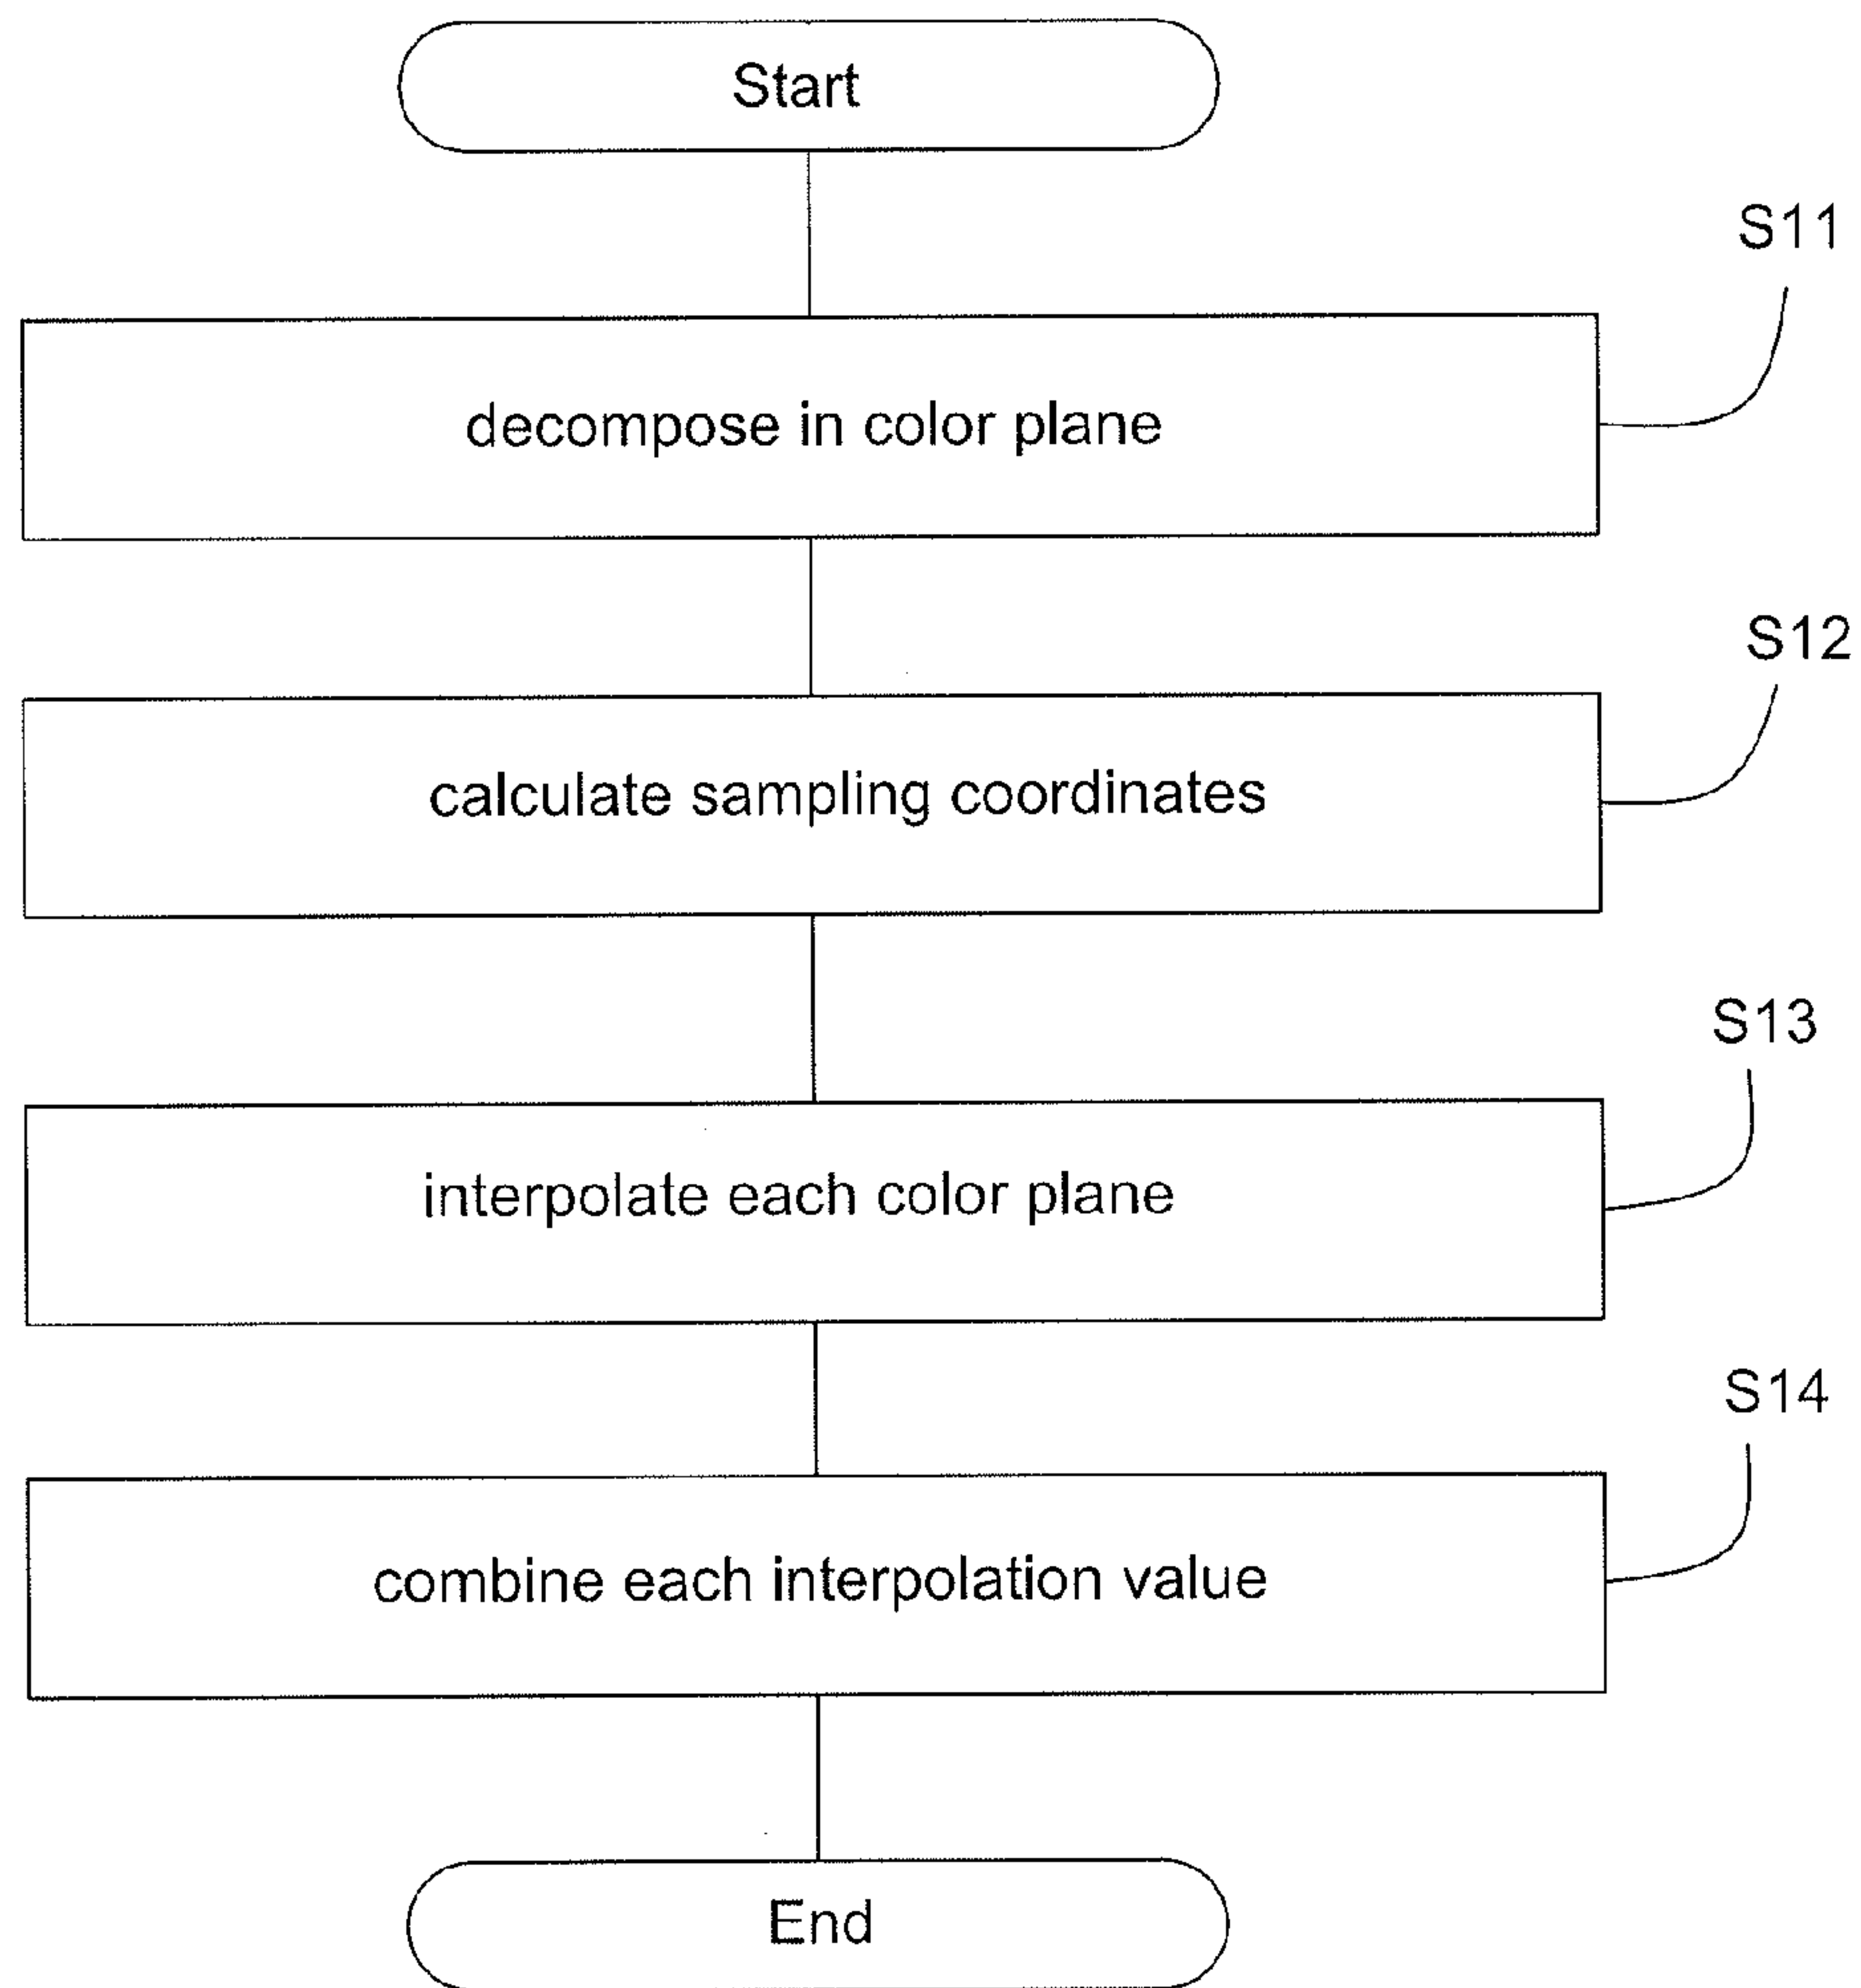 Start
S11
decompose in color plane
S12
calculate sampling coordinates
S13
interpolate each color plane
S14
combine each interpolation value
End